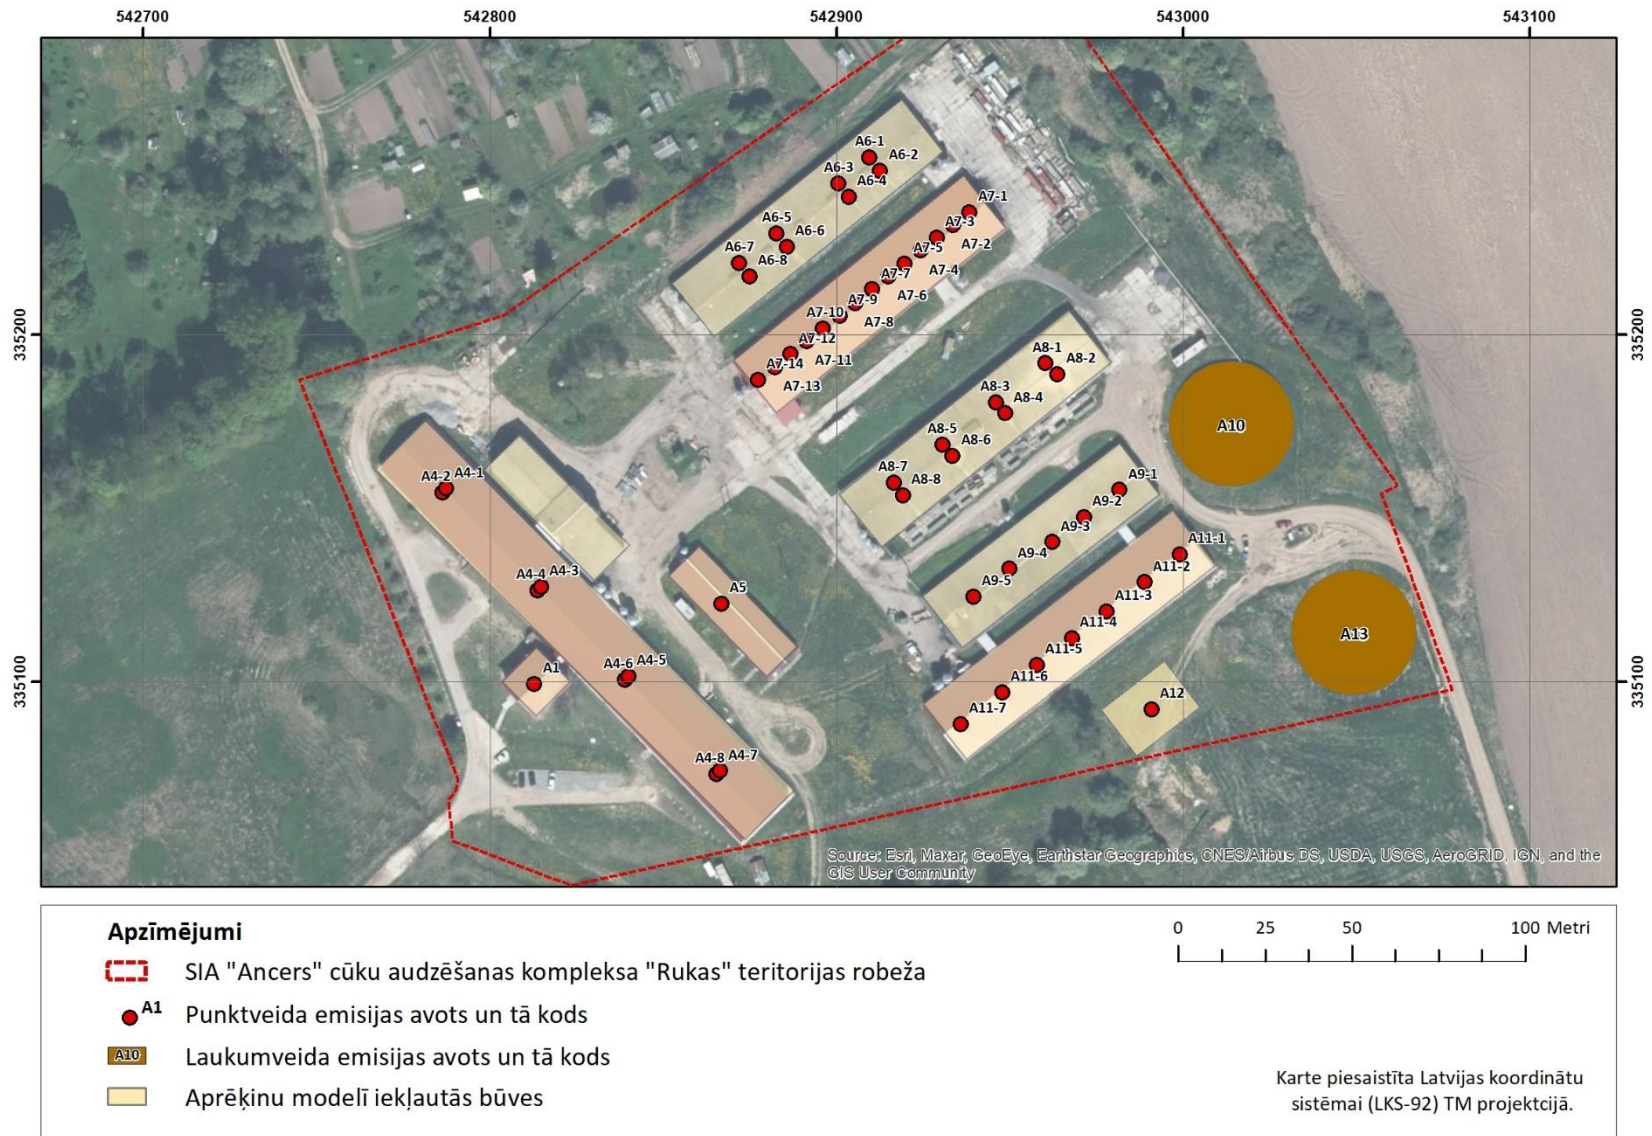 542700
542800
542900
543000
543100
335200
335100
335200
335100
A6-1
A6-2
A6-3
A6-4
A6-5
A6-6
A6-7
A6-8
A7-1
A7-3
A7-2
A7-5
A7-4
A7-7
A7-6
A7-9
A7-10
A7-8
A7-12
A7-11
A7-14
A7-13
A8-1
A8-2
A8-3
A8-4
A8-5
A8-6
A8-7
A8-8
A10
A4-2
A4-1
A9-1
A9-2
A9-3
A9-4
A9-5
A11-1
A11-2
A11-3
A11-4
A11-5
A11-6
A11-7
A4-4
A4-3
A5
A13
A1
A4-6
A4-5
A12
A4-8
A4-7
Source: Esri, Maxar, GeoEye, Earthstar Geographics, CNES/Airbus DS, USDA, USGS, AeroGRID, IGN, and the
GIS User Community
Apzīmējumi
SIA "Ancers" cūku audzēšanas kompleksa "Rukas" teritorijas robeža
A1
Punktveida emisijas avots un tā kods
A10
Laukumveida emisijas avots un tā kods
Aprēķinu modelī iekļautās būves
0 25 50 100 Metri
Karte piesaistīta Latvijas koordinātu
sistēmai (LKS-92) TM projektcijā.